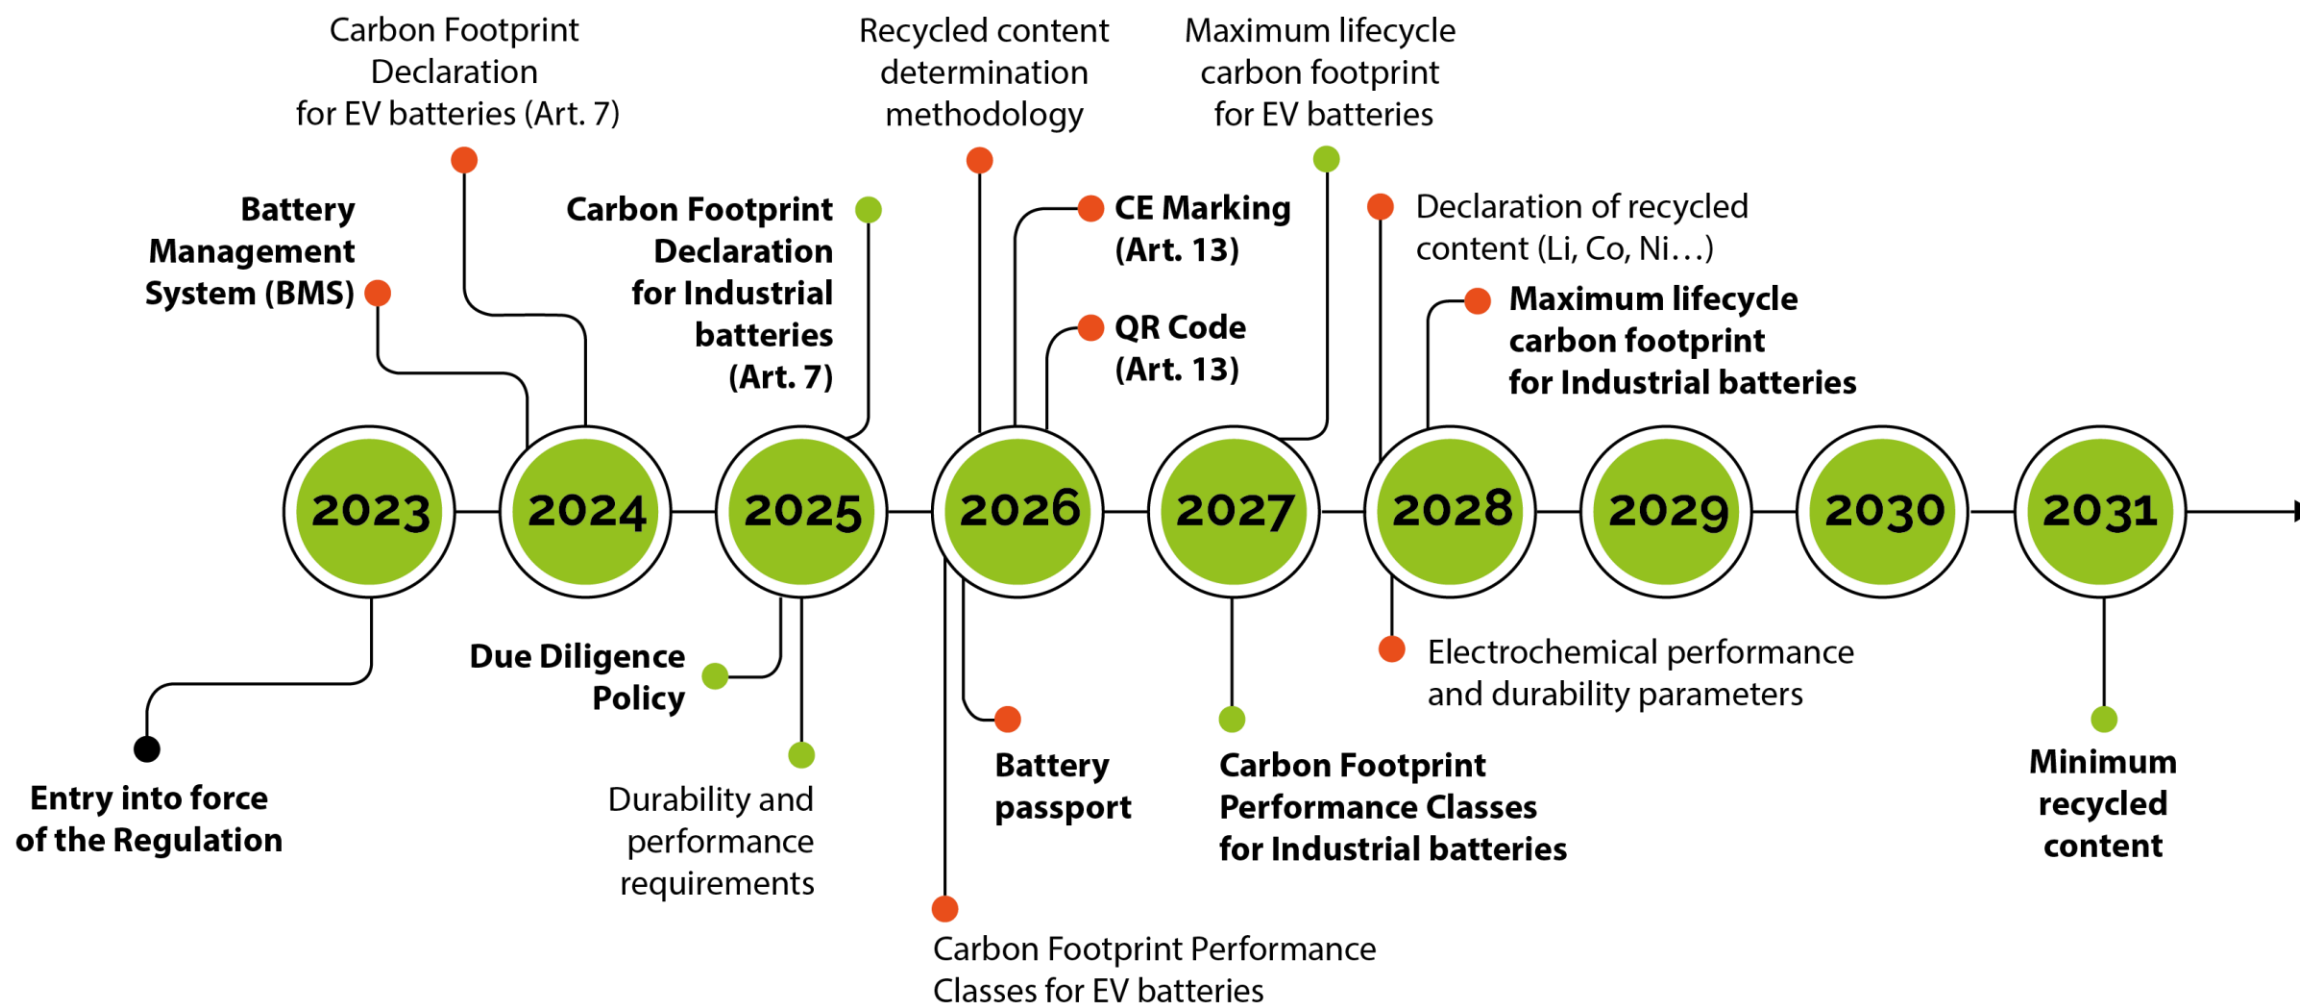 Carbon Footprint
Declaration
for EV batteries (Art. 7)
Recycled content
determination
methodology
Maximum lifecycle
carbon footprint
for EV batteries
Battery
Management
System (BMS)
Carbon Footprint
Declaration
for Industrial
batteries
(Art. 7)
CE Marking
(Art. 13)
QR Code
(Art. 13)
Declaration of recycled
content (Li, Co, Ni…)
Maximum lifecycle
carbon footprint
for Industrial batteries
2023
2024
2025
2026
2027
2028
2029
2030
2031
Entry into force
of the Regulation
Due Diligence
Policy
Durability and
performance
requirements
Battery
passport
Carbon Footprint Performance
Classes for EV batteries
Carbon Footprint
Performance Classes
for Industrial batteries
Electrochemical performance
and durability parameters
Minimum
recycled
content